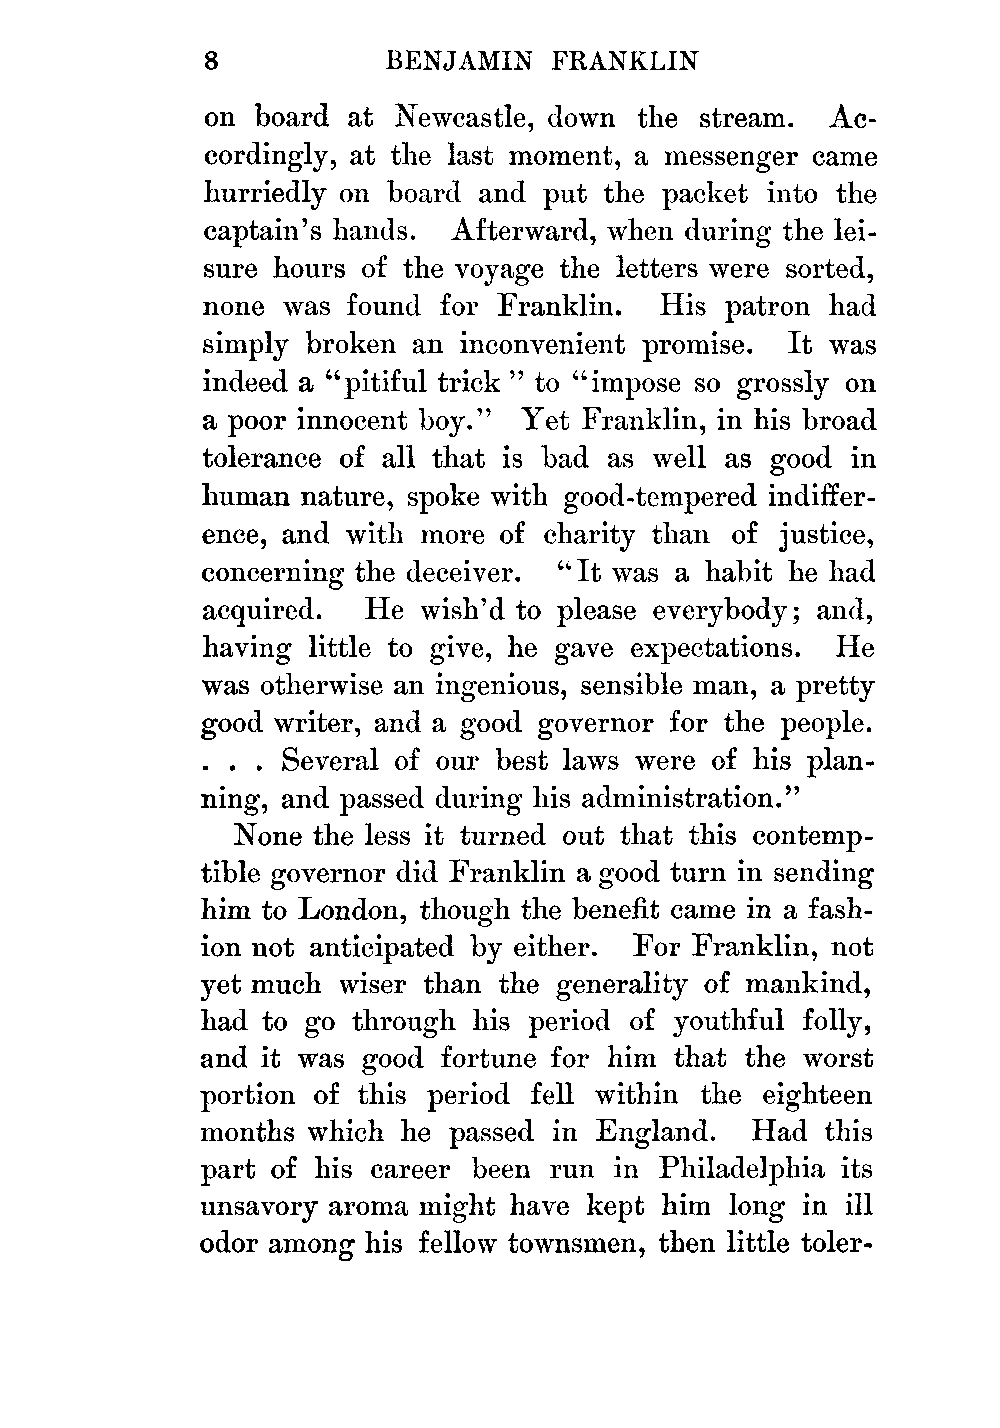 8 BENJAMIN FRANKLIN
on board at Newcastle, down the stream. Ac-
cordingly, at the last moment, a messenger came
hurriedly on board and put the packet into the
captain's hands. Afterward, when during the lei-
sure hours of the voyage the letters were sorted,
none was found for Franklin. His patron had
simply broken an inconvenient promise. It was
indeed a "pitiful trick" to "impose so grossly on
a poor innocent boy." Yet Franklin, in his broad
tolerance of all that is bad as well as good in
human nature, spoke with good-tempered indiffer-
ence, and with more of charity than of justice,
concerning the deceiver. "It was a habit he had
acquired. He wish'd to please everybody; and,
having little to give, he gave expectations. He
was otherwise an ingenious, sensible man, a pretty
good writer, and a good governor for the people.
. . . Several of our best laws were of his plan-
ning, and passed during his administration."
None the less it turned out that this contemp-
tible governor did Franklin a good turn in sending
him to London, though the benefit came in a fash-
ion not anticipated by either. For Franklin, not
yet much wiser than the generality of mankind,
had to go through his period of youthful folly,
and it was good fortune for him that the worst
portion of this period fell within the eighteen
months which he passed in England. Had this
part of his career been run in Philadelphia its
unsavory aroma might have kept him long in ill
odor among his fellow townsmen, then little toler-